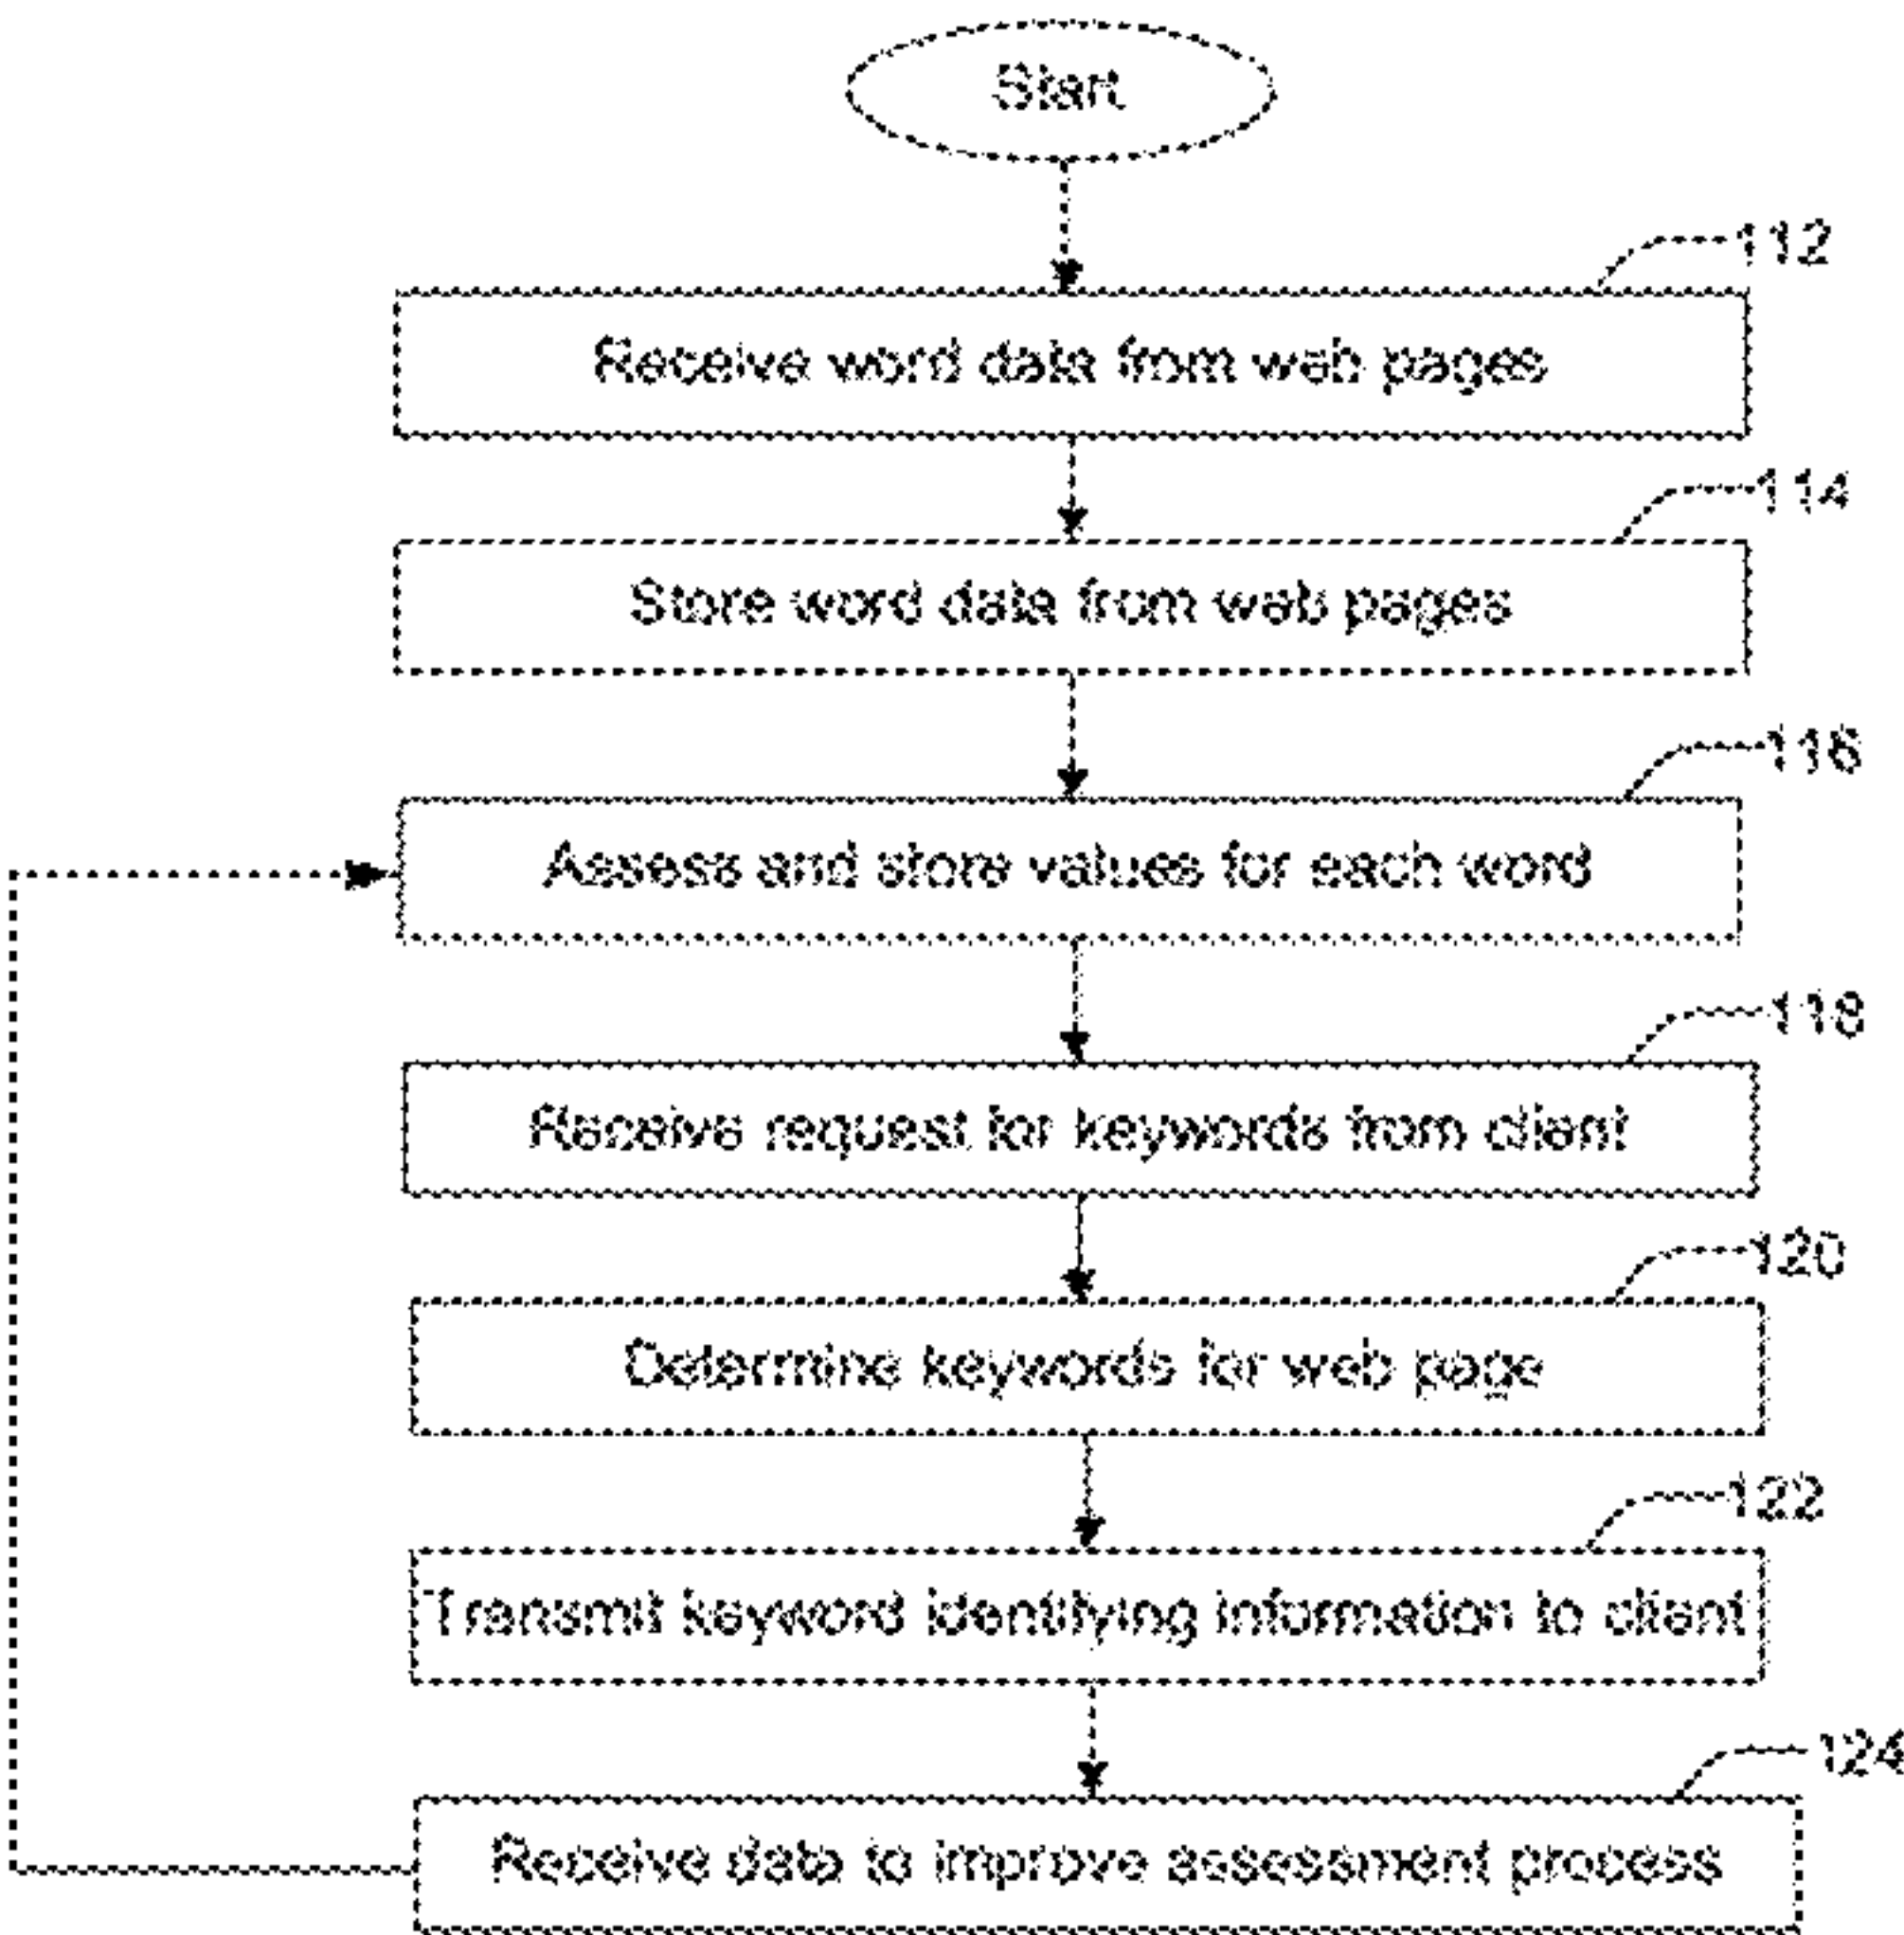 Start
112
Receive word data from web pages
114
Store word data from web pages
116
Assess and store values for each word
118
Receive request for keywords from client
120
Determine keywords for web page
122
Transmit keyword identifying information to client
124
Receive data to improve assessment process